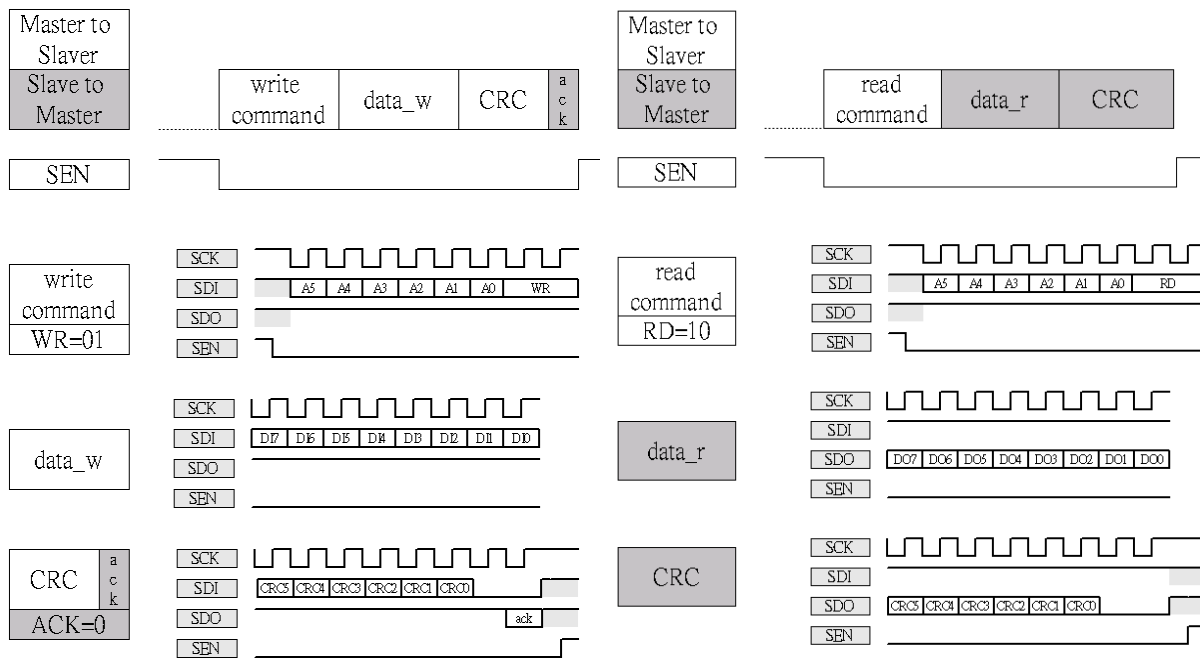 Master to
Slaver
Slave to
Master
write
command
data_w
CRC
a
c
k
SEN
write
command
WR=01
SCK
SDI
A5 A4 A3 A2 A1 A0 WR
SDO
SEN
data_w
SCK
SDI
DI7 DI6 DI5 DI4 DI3 DI2 DI1 DI0
SDO
SEN
CRC
a
c
k
ACK=0
SCK
SDI
CRC5 CRC4 CRC3 CRC2 CRC1 CRC0
SDO
ack
SEN
Master to
Slaver
Slave to
Master
read
command
data_r
CRC
SEN
read
command
RD=10
SCK
SDI
A5 A4 A3 A2 A1 A0 RD
SDO
SEN
data_r
SCK
SDI
SDO
DO7 DO6 DO5 DO4 DO3 DO2 DO1 DO0
SEN
CRC
SCK
SDI
SDO
CRC5 CRC4 CRC3 CRC2 CRC1 CRC0
SEN